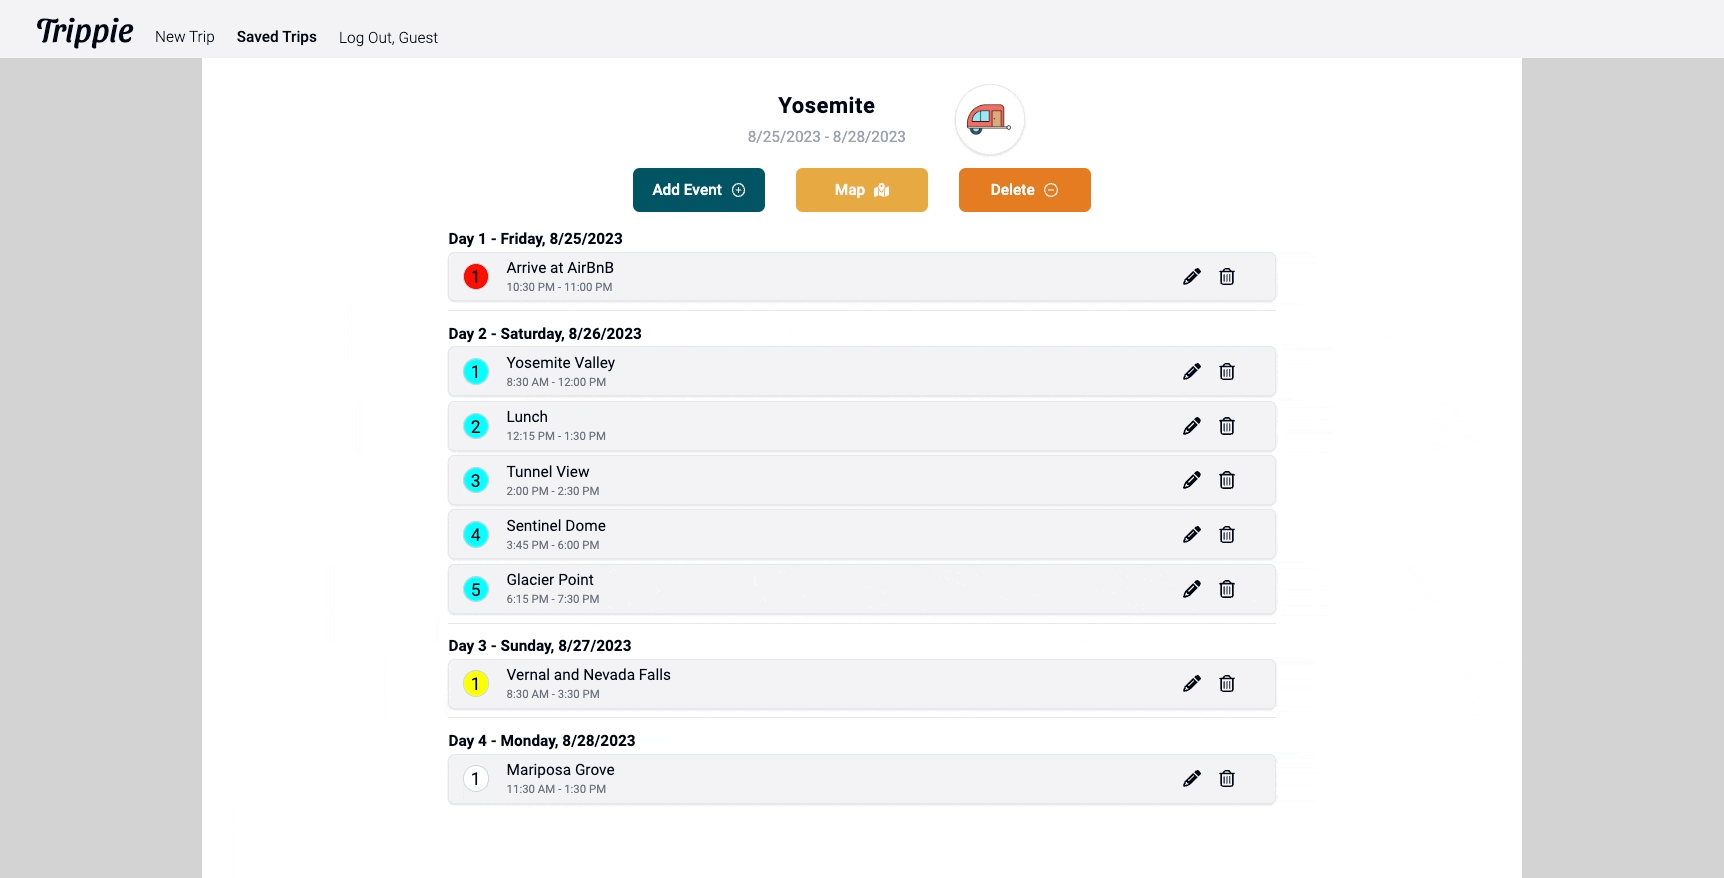 Trippie
New Trip
Saved Trips
Log Out, Guest
Yosemite
8/25/2023 - 8/28/2023
Add Event
Map
Delete
Day 1 - Friday, 8/25/2023
1
Arrive at AirBnB
10:30 PM - 11:00 PM
Day 2 - Saturday, 8/26/2023
1
Yosemite Valley
8:30 AM - 12:00 PM
2
Lunch
12:15 PM - 1:30 PM
3
Tunnel View
2:00 PM - 2:30 PM
4
Sentinel Dome
3:45 PM - 6:00 PM
5
Glacier Point
6:15 PM - 7:30 PM
Day 3 - Sunday, 8/27/2023
1
Vernal and Nevada Falls
8:30 AM - 3:30 PM
Day 4 - Monday, 8/28/2023
1
Mariposa Grove
11:30 AM - 1:30 PM